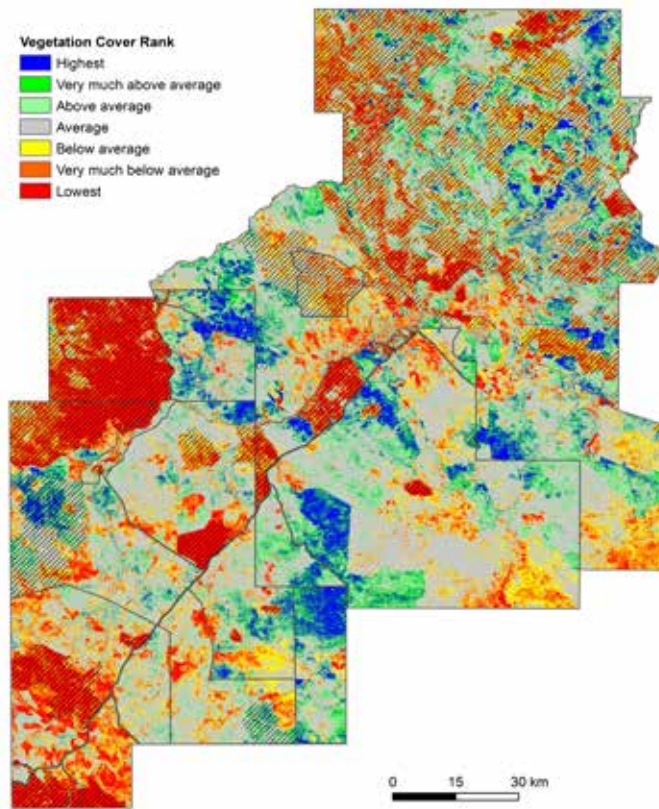 Vegetation Cover Rank
Highest
Very much above average
Above average
Average
Below average
Very much below average
Lowest
0 15 30 km